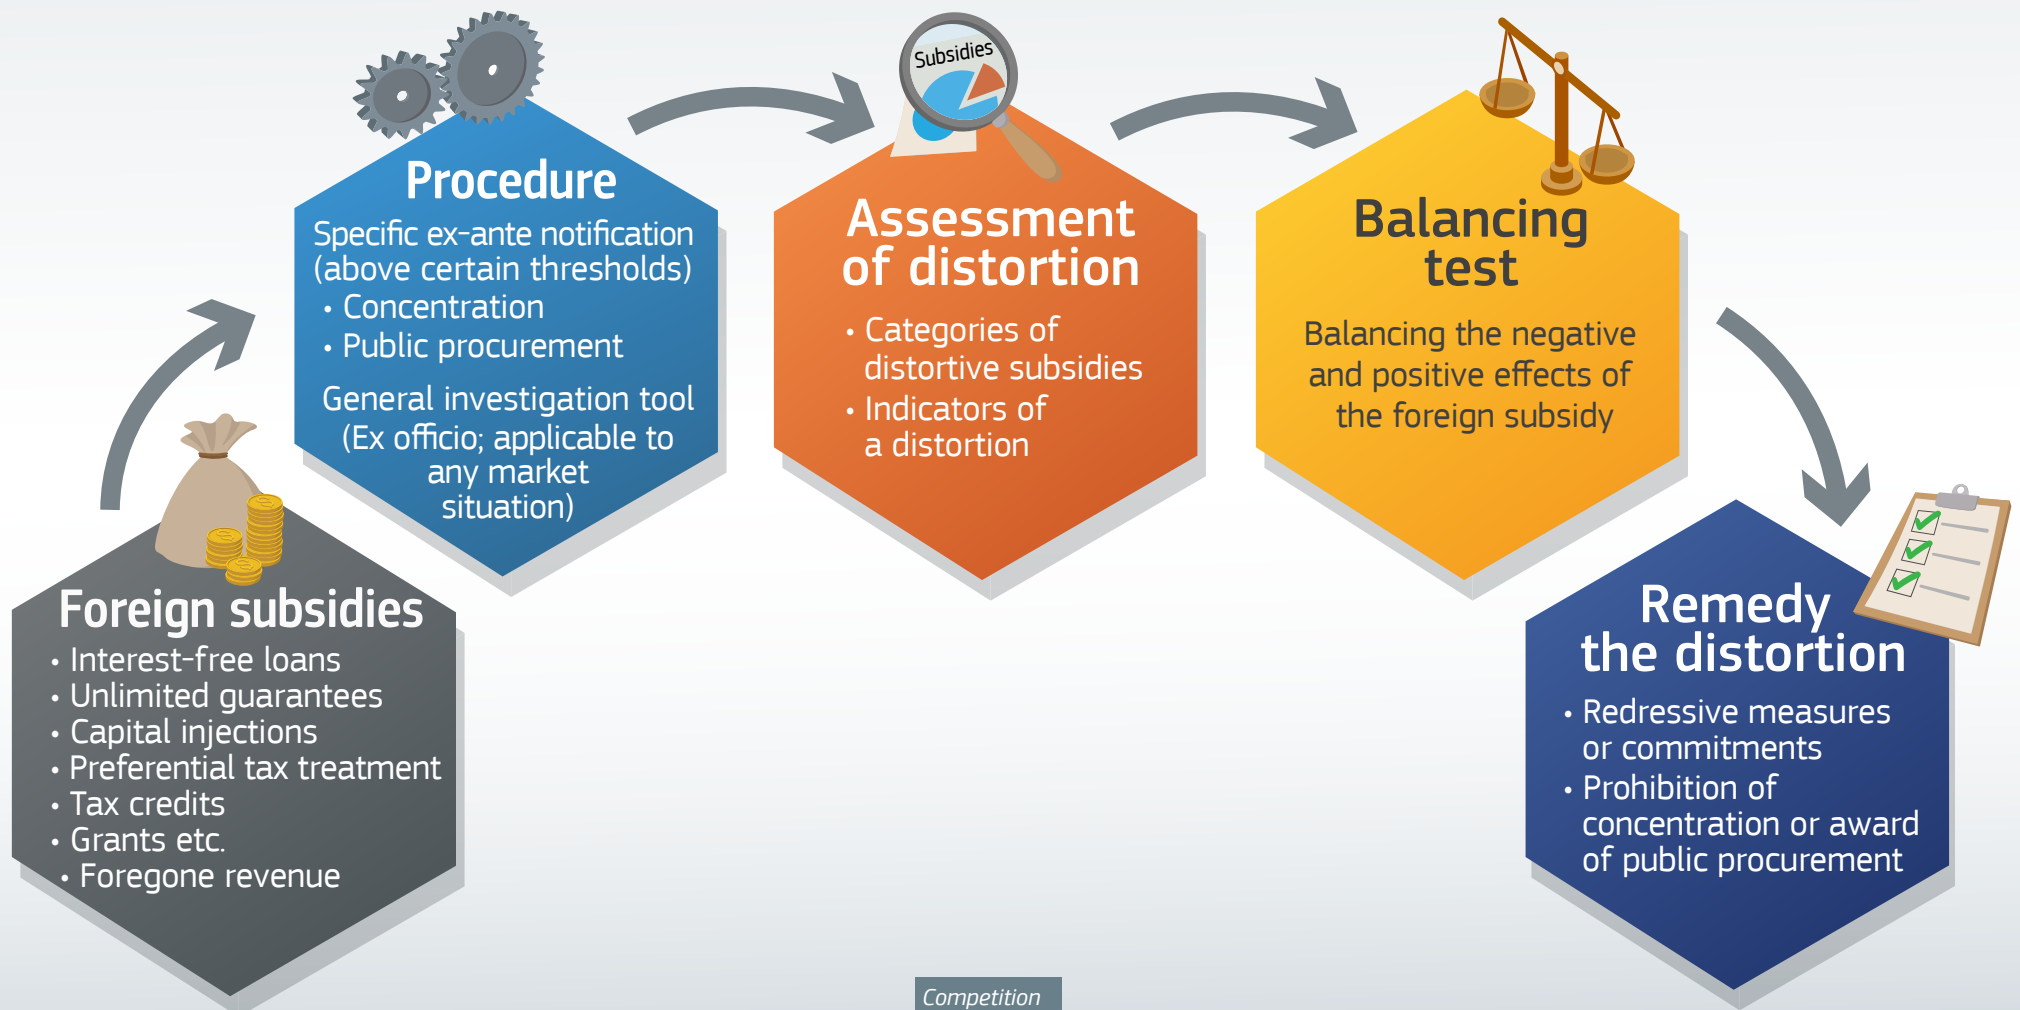 Foreign subsidies
• Interest-free loans
• Unlimited guarantees
• Capital injections
• Preferential tax treatment
• Tax credits
• Grants etc.
• Foregone revenue
Procedure
Specific ex-ante notification
(above certain thresholds)
• Concentration
• Public procurement
General investigation tool
(Ex officio; applicable to
any market
situation)
Subsidies
Assessment
of distortion
• Categories of
distortive subsidies
• Indicators of
a distortion
Balancing
test
Balancing the negative
and positive effects of
the foreign subsidy
Remedy
the distortion
• Redressive measures
or commitments
• Prohibition of
concentration or award
of public procurement
Competition